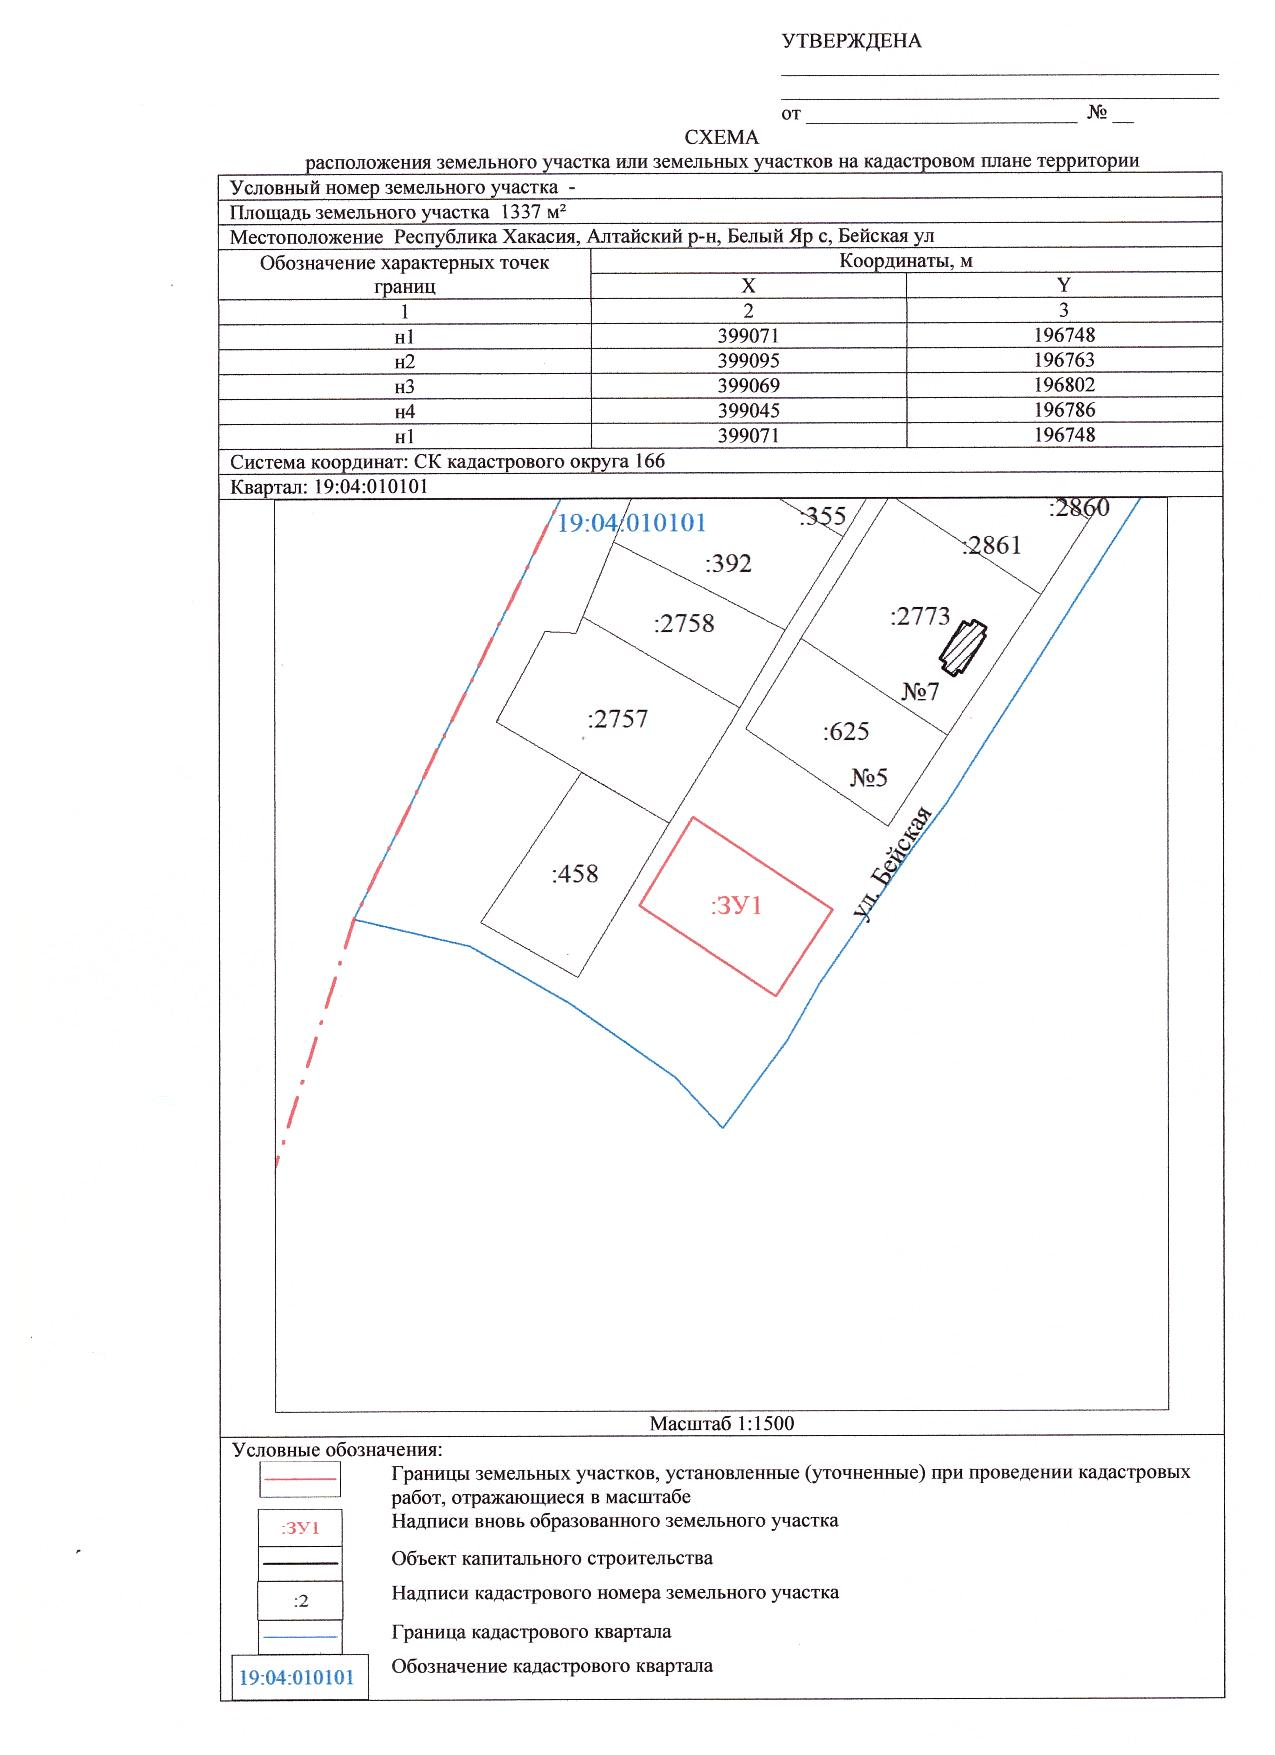 УТВЕРЖДЕНА
от № 
СХЕМА
расположения земельного участка или земельных участков на кадастровом плане территории
Условный номер земельного участка -
Площадь земельного участка 1337 м²
Местоположение Республика Хакасия, Алтайский р-н, Белый Яр с, Бейская ул
Обозначение характерных точек границ
Координаты, м
X Y
1 2 3
н1 399071 196748
н2 399095 196763
н3 399069 196802
н4 399045 196786
н1 399071 196748
Система координат: СК кадастрового округа 166
Квартал: 19:04:010101
19:04:010101
:355
:2860
:2861
:392
:2758
:2773
№7
:2757
:625
№5
:458
:ЗУ1
ул. Бейская
Масштаб 1:1500
Условные обозначения:
Границы земельных участков, установленные (уточненные) при проведении кадастровых
работ, отражающиеся в масштабе
:ЗУ1 Надписи вновь образованного земельного участка
Объект капитального строительства
:2 Надписи кадастрового номера земельного участка
Граница кадастрового квартала
19:04:010101 Обозначение кадастрового квартала